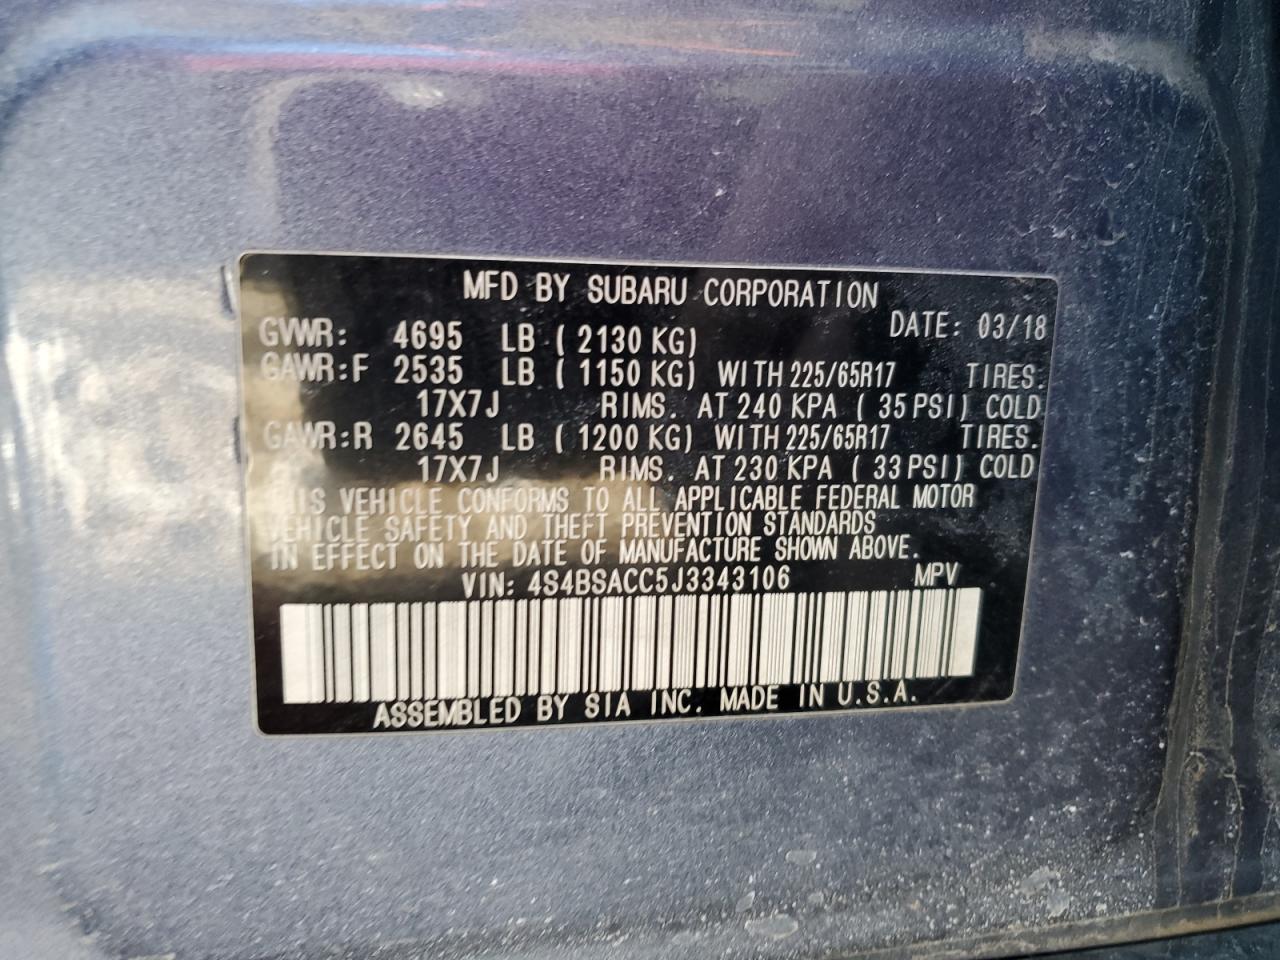 MFD BY SUBARU CORPORATION
DATE: 03/18
GVWR: 4695 LB ( 2130 KG)
GAWR:F 2535 LB ( 1150 KG) WITH 225/65R17 TIRES.
17X7J RIMS. AT 240 KPA ( 35 PSI) COLD
GAWR:R 2645 LB ( 1200 KG) WITH 225/65R17 TIRES.
17X7J RIMS. AT 230 KPA ( 33 PSI) COLD
THIS VEHICLE CONFORMS TO ALL APPLICABLE FEDERAL MOTOR
VEHICLE SAFETY AND THEFT PREVENTION STANDARDS
IN EFFECT ON THE DATE OF MANUFACTURE SHOWN ABOVE.
VIN: 4S4BSACC5J3343106 MPV
ASSEMBLED BY SIA INC. MADE IN U.S.A.